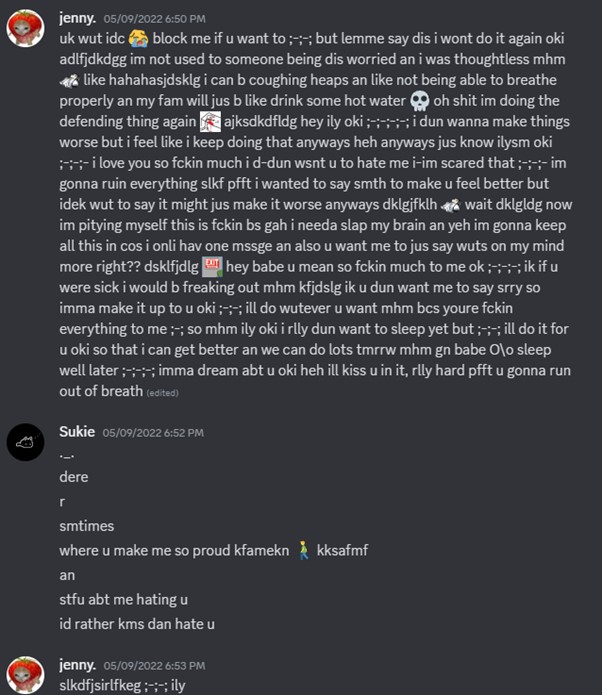 jenny. 05/09/2022 6:50 PM
uk wut idc block me if u want to ;-;-; but lemme say dis i wont do it again oki
adlfjdkdgg im not used to someone being dis worried an i was thoughtless mhm
like hahahasjdsklg i can b coughing heaps an like not being able to breathe
properly an my fam will jus b like drink some hot water oh shit im doing the
defending thing again ajksdkdfldg hey ily oki ;-;-;-;-; i dun wanna make things
worse but i feel like i keep doing that anyways heh anyways jus know ilysm oki
;-;-;- i love you so fckin much i d-dun wsnt u to hate me i-im scared that ;-;-;- im
gonna ruin everything slkf pfft i wanted to say smth to make u feel better but
idek wut to say it might jus make it worse anyways dklgjfklh wait dklgldg now
im pitying myself this is fckin bs gah i needa slap my brain an yeh im gonna keep
all this in cos i onli hav one mssge an also u want me to jus say wuts on my mind
more right?? dsklfjdlg hey babe u mean so fckin much to me ok ;-;-;-; ik if u
were sick i would b freaking out mhm kfjdslg ik u dun want me to say srry so
imma make it up to u oki ;-;-; ill do wutever u want mhm bcs youre fckin
everything to me ;-; so mhm ily oki i rlly dun want to sleep yet but ;-;-; ill do it for
u oki so that i can get better an we can do lots tmrrw mhm gn babe O\o sleep
well later ;-;-;-; imma dream abt u oki heh ill kiss u in it, rlly hard pfft u gonna run
out of breath (edited)
Sukie 05/09/2022 6:52 PM
._.
dere
r
smtimes
where u make me so proud kfamekn kksafmf
an
stfu abt me hating u
id rather kms dan hate u
jenny. 05/09/2022 6:53 PM
slkdfjsirlfkeg ;-;-; ily